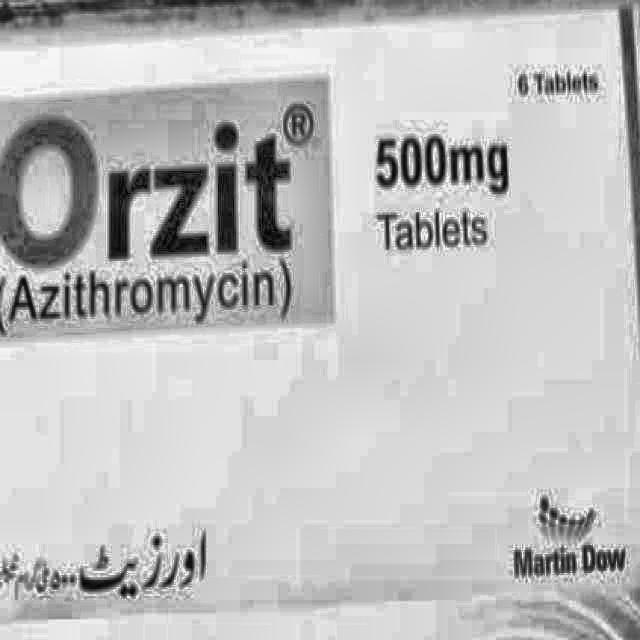 6 Tablets
Orzit®
500mg
Tablets
(Azithromycin)
اورزیٹ
Martin Dow